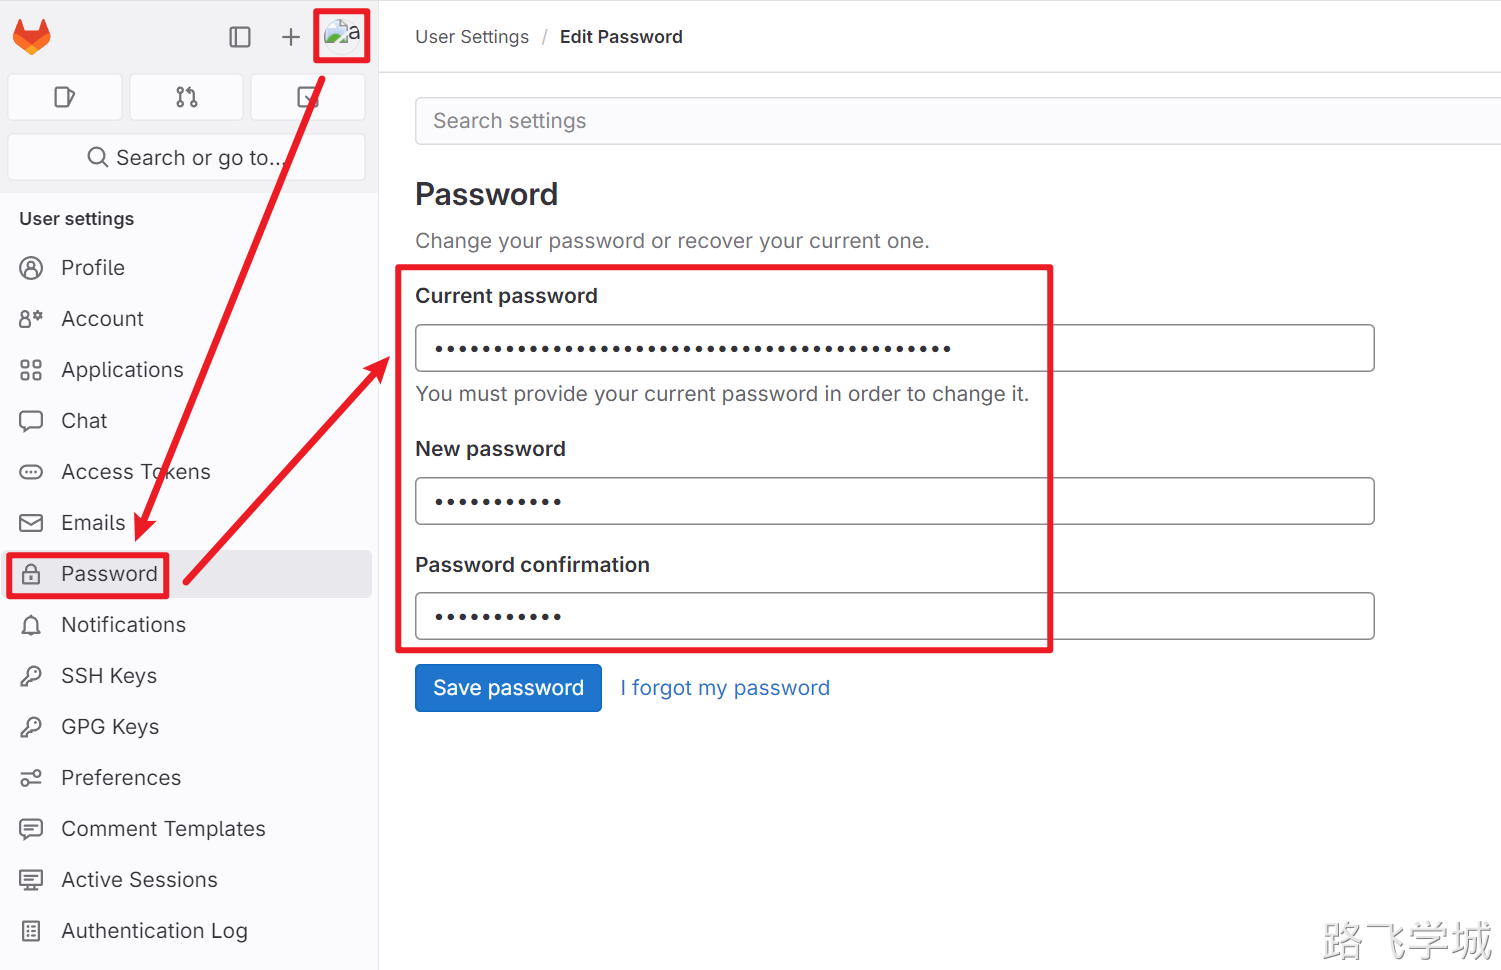 a
User Settings / Edit Password
Search or go to...
Search settings
User settings
Profile
Account
Applications
Chat
Access Tokens
Emails
Password
Notifications
SSH Keys
GPG Keys
Preferences
Comment Templates
Active Sessions
Authentication Log
Password
Change your password or recover your current one.
Current password
You must provide your current password in order to change it.
New password
Password confirmation
Save password
I forgot my password
路飞学城